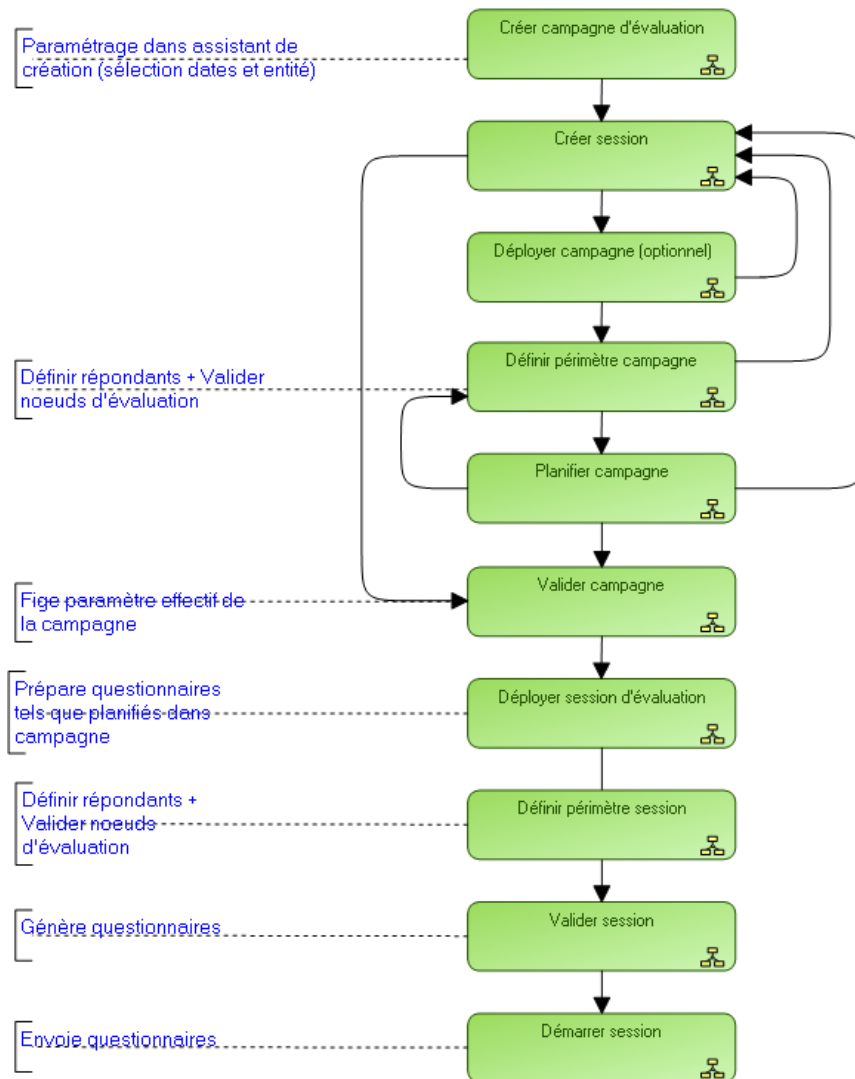 Créer campagne d'évaluation
Paramétrage dans assistant de
création (sélection dates et entité)
Créer session
Déployer campagne (optionnel)
Définir périmètre campagne
Définir répondants + Valider
noeuds d'évaluation
Planifier campagne
Valider campagne
Fige paramètre effectif de
la campagne
Déployer session d'évaluation
Prépare questionnaires
tels que planifiés dans
campagne
Définir périmètre session
Définir répondants +
Valider noeuds
d'évaluation
Valider session
Génère questionnaires
Démarrer session
Envoie questionnaires